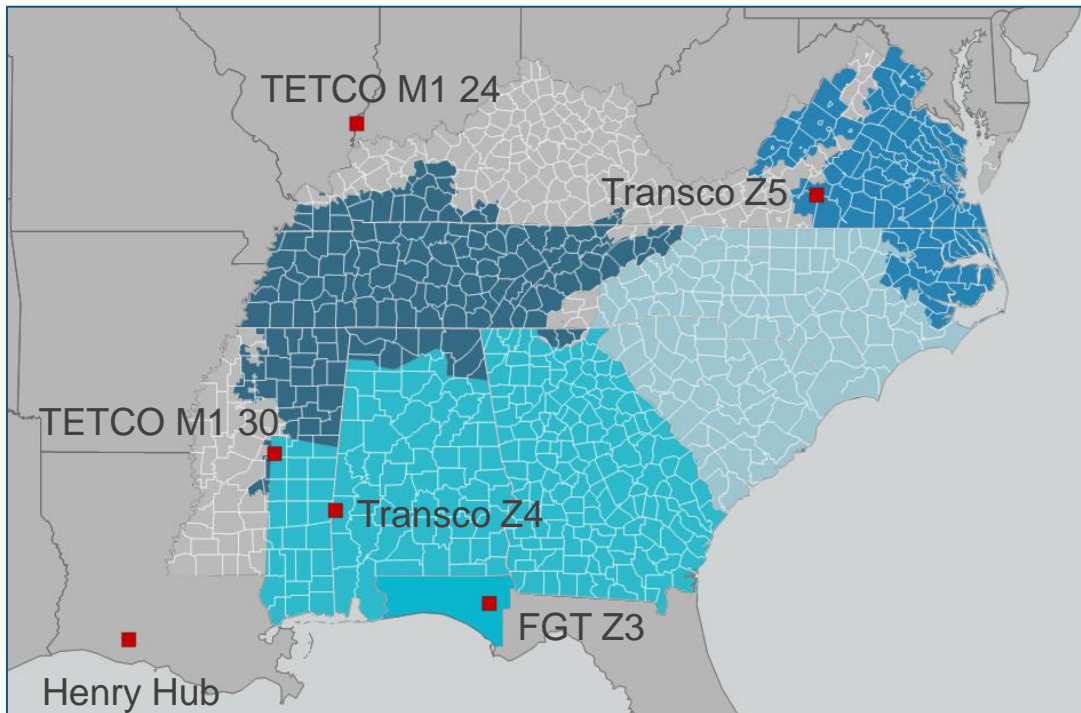 TETCO M1 24
Transco Z5
TETCO M1 30
Transco Z4
FGT Z3
Henry Hub